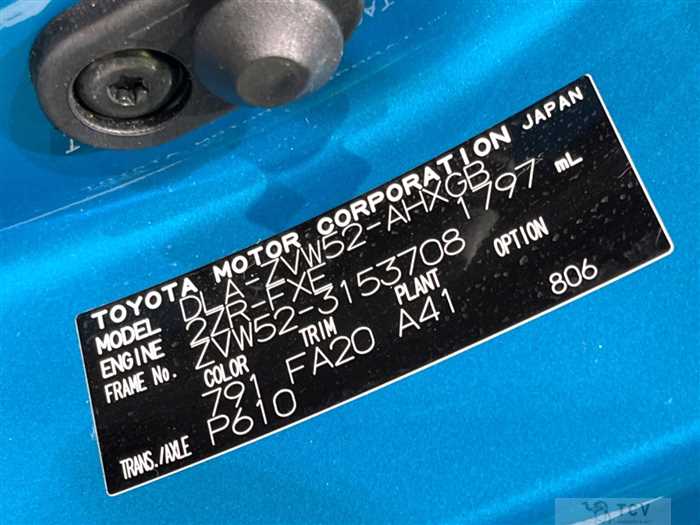 TOYOTA MOTOR CORPORATION JAPAN
MODEL DLA-ZVW52-AHXGB
ENGINE 2ZR-FXE 1797 mL
FRAME No. ZVW52-3153708
COLOR TRIM PLANT OPTION
791 FA20 A41 806
TRANS./AXLE P610
TCV